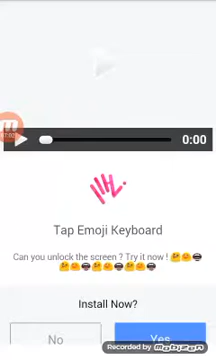 0:00
Tap Emoji Keyboard
Can you unlock the screen ? Try it now ! 🤔🤗😎
🤔🤗😎🤔🤗😎🤔🤗😎
Install Now?
No
Yes
RECORDED BY
Mobizen